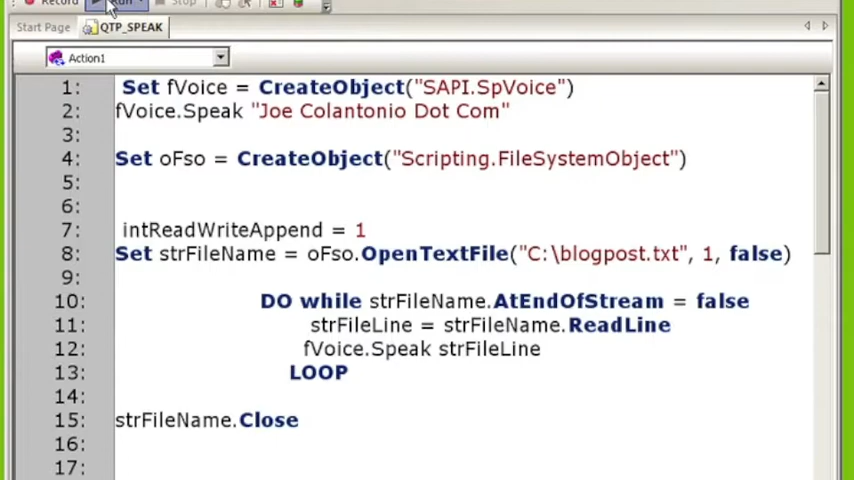 Record Run Stop
Start Page QTP_SPEAK
Action1
1: Set fVoice = CreateObject("SAPI.SpVoice")
2: fVoice.Speak "Joe Colantonio Dot Com"
3:
4: Set oFso = CreateObject("Scripting.FileSystemObject")
5:
6:
7: intReadWriteAppend = 1
8: Set strFileName = oFso.OpenTextFile("C:\blogpost.txt", 1, false)
9:
10: DO while strFileName.AtEndOfStream = false
11: strFileLine = strFileName.ReadLine
12: fVoice.Speak strFileLine
13: LOOP
14:
15: strFileName.Close
16:
17: